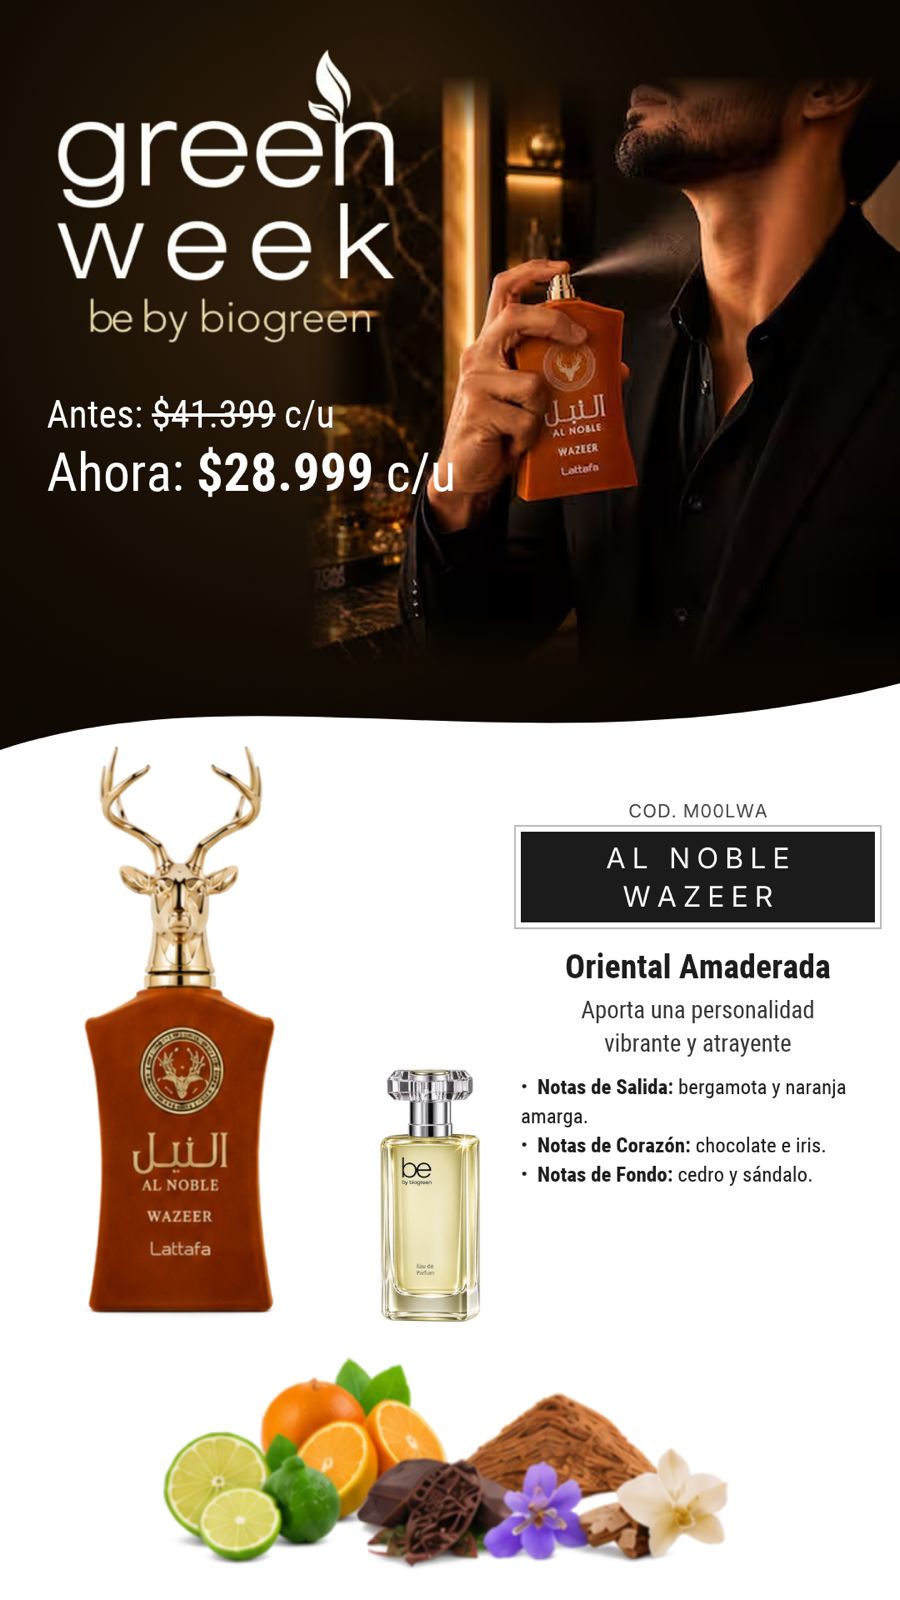 green
week
be by biogreen
Antes: $41.399 c/u
Ahora: $28.999 c/u
النبيل
AL NOBLE
WAZEER
Lattafa
COD. M00LWA
AL NOBLE
WAZEER
Oriental Amaderada
Aporta una personalidad
vibrante y atrayente
• Notas de Salida: bergamota y naranja
amarga.
• Notas de Corazón: chocolate e iris.
• Notas de Fondo: cedro y sándalo.
النبيل
AL NOBLE
WAZEER
Lattafa
be
by biogreen
Eau de
Parfum